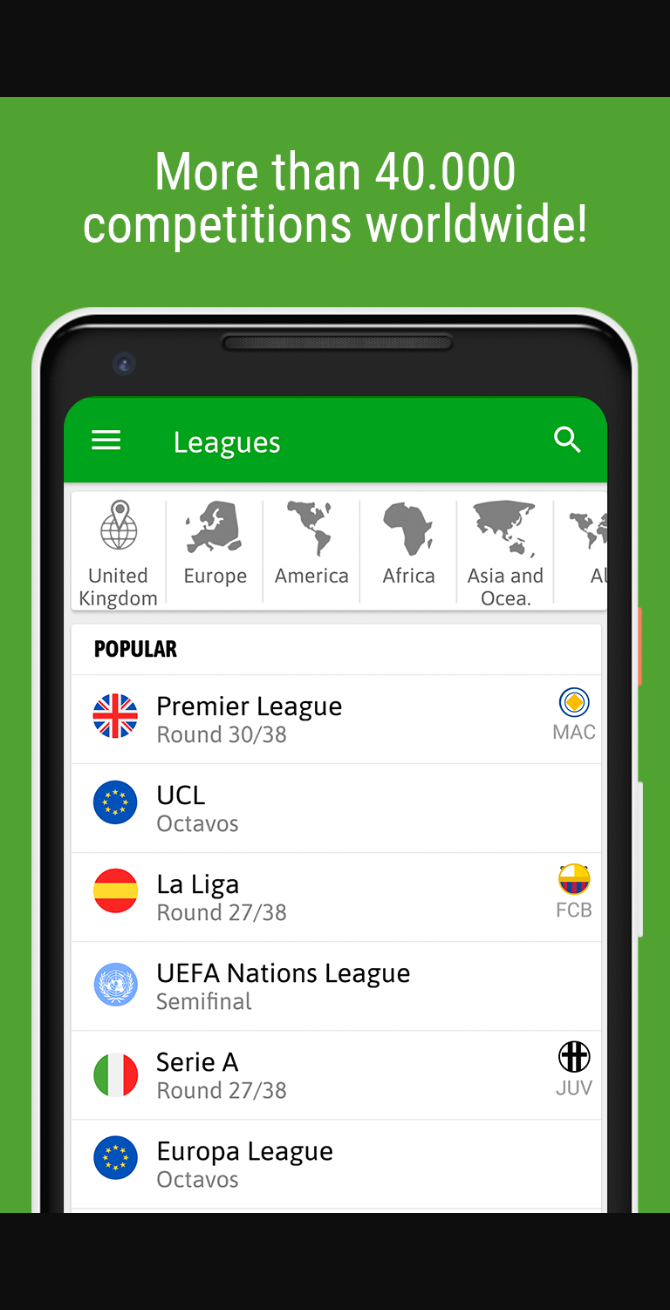 More than 40.000
competitions worldwide!
Leagues
United
Kingdom
Europe
America
Africa
Asia and
Ocea.
POPULAR
Premier League
Round 30/38
MAC
UCL
Octavos
La Liga
Round 27/38
FCB
UEFA Nations League
Semifinal
Serie A
Round 27/38
JUV
Europa League
Octavos